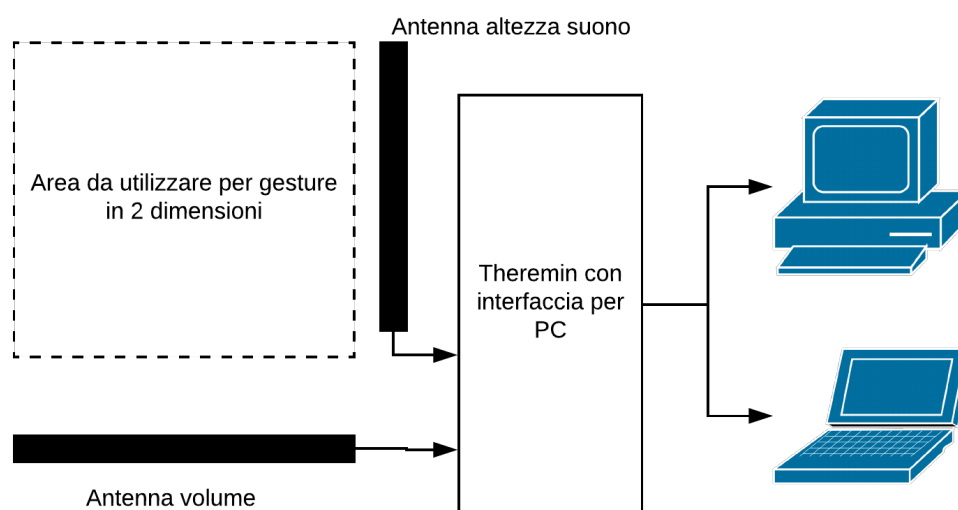 Antenna altezza suono
Area da utilizzare per gesture
in 2 dimensioni
Theremin con
interfaccia per
PC
Antenna volume